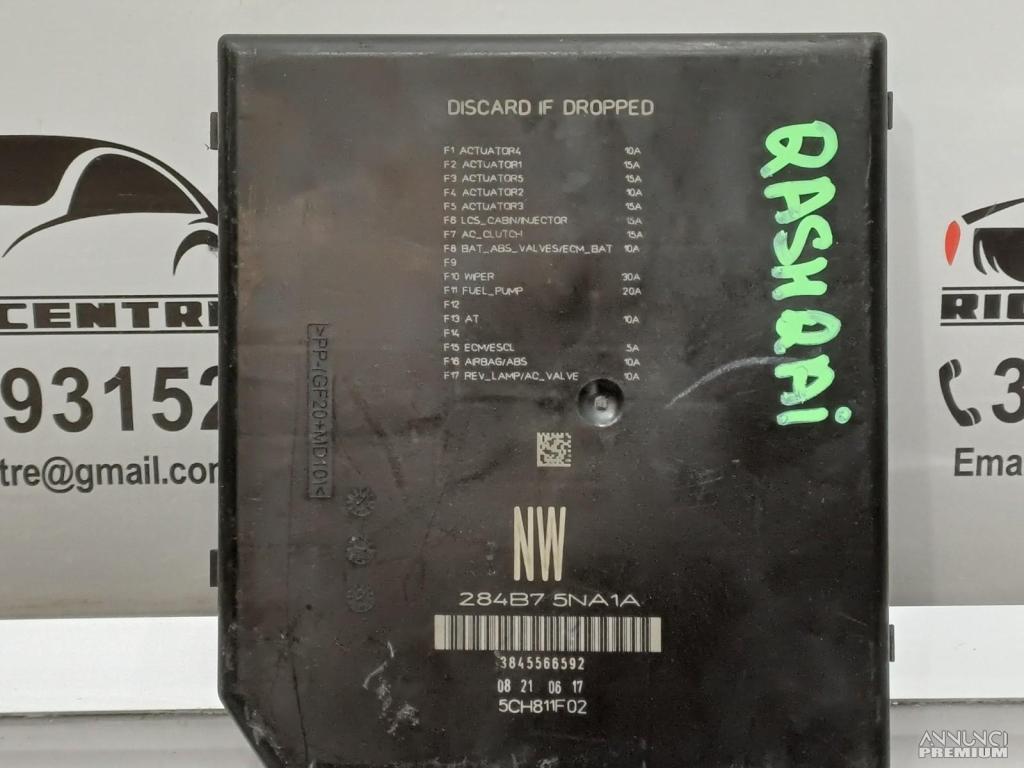 DISCARD IF DROPPED
F1 ACTUATOR4 10A
F2 ACTUATOR1 15A
F3 ACTUATOR5 15A
F4 ACTUATOR2 10A
F5 ACTUATOR3 15A
F6 LCS_CABIN/INJECTOR 15A
F7 AC_CLUTCH 15A
F8 BAT_ABS_VALVES/ECM_BAT 10A
F9
F10 WIPER 30A
F11 FUEL_PUMP 20A
F12
F13 AT 10A
F14
F15 ECM/ESCL 5A
F16 AIRBAG/ABS 10A
F17 REV_LAMP/AC_VALVE 10A
QASHQAi
>PP-(GF20+MD10)<
NW
284B7 5NA1A
3845566592
08 21 06 17
5CH811F02
CENTRE
93152
tre@gmail.com
RIC
3
Ema
ANNUNCI
PREMIUM